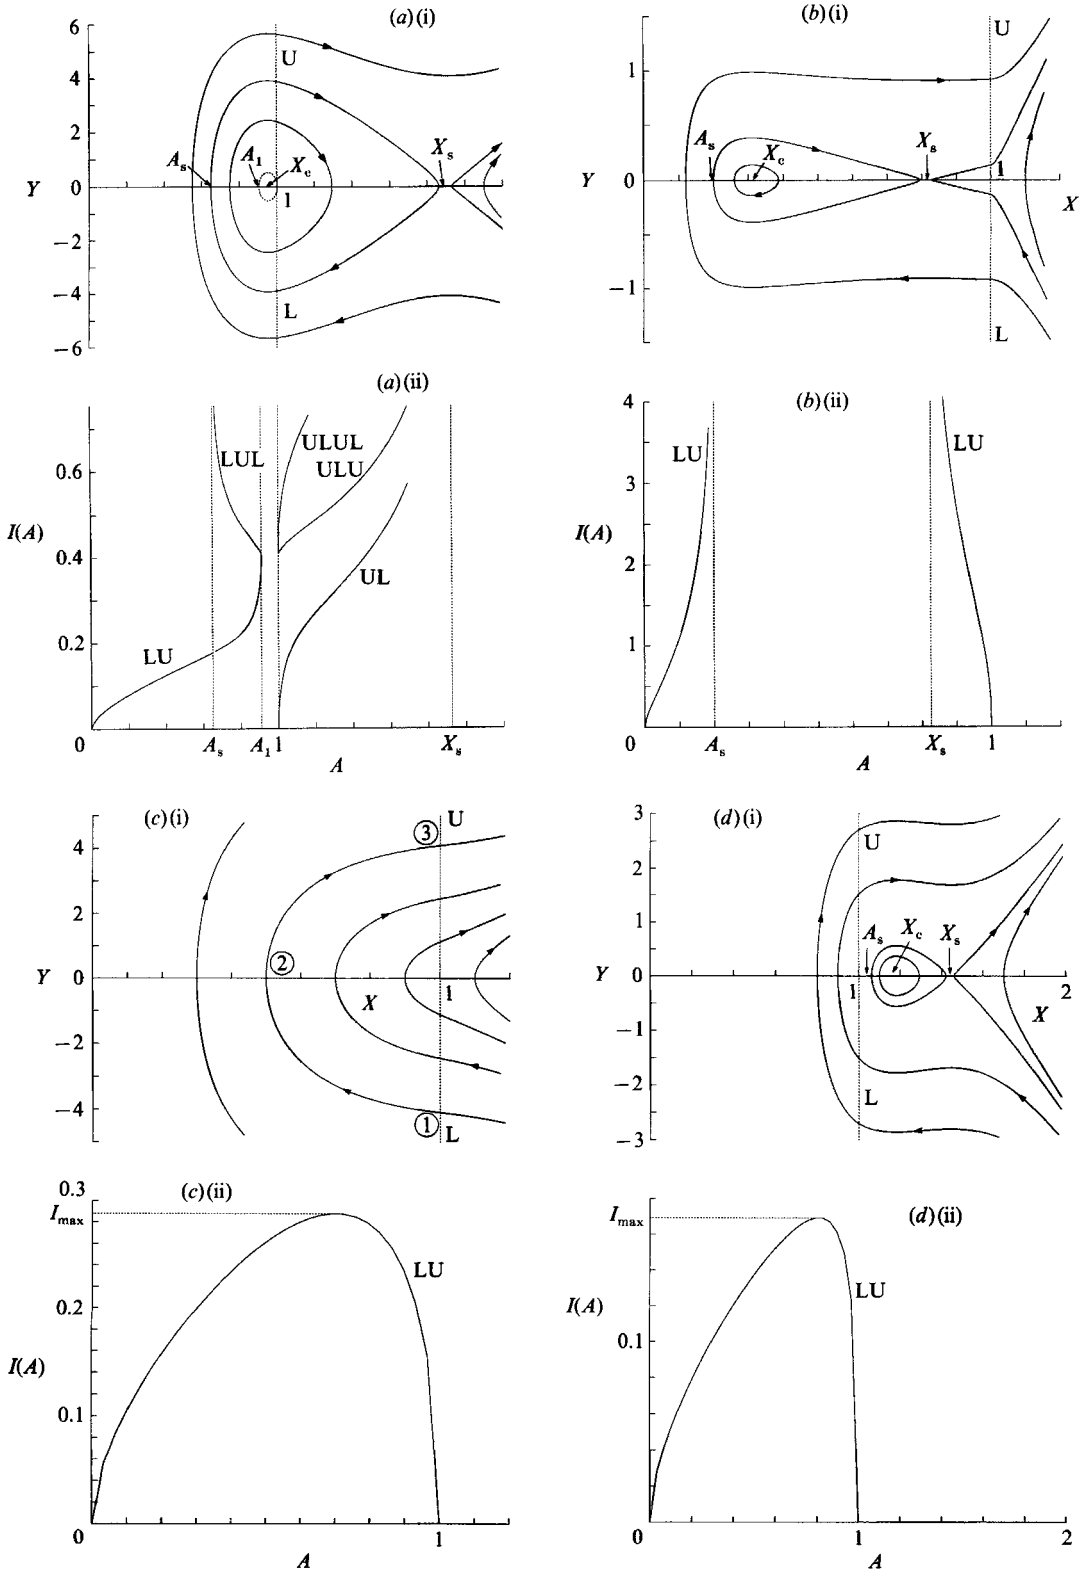 (a)(i)
6
4
2
0
−2
−4
−6
Y
U
A_s
A_1
X_c
X_s
1
L
(b)(i)
1
0
−1
Y
U
A_s
X_c
X_s
1
X
L
(a)(ii)
0.6
0.4
0.2
0
I(A)
LUL
ULUL
ULU
UL
LU
A_s
A_1
1
X_s
A
(b)(ii)
4
3
2
1
0
I(A)
LU
LU
A_s
X_s
1
A
(c)(i)
4
2
0
−2
−4
Y
U
③
②
X
1
①
L
(d)(i)
3
2
1
0
−1
−2
−3
Y
U
A_s
X_c
X_s
1
2
X
L
(c)(ii)
0.3
I_max
0.2
0.1
0
I(A)
LU
1
A
(d)(ii)
I_max
I(A)
0.1
0
LU
1
2
A